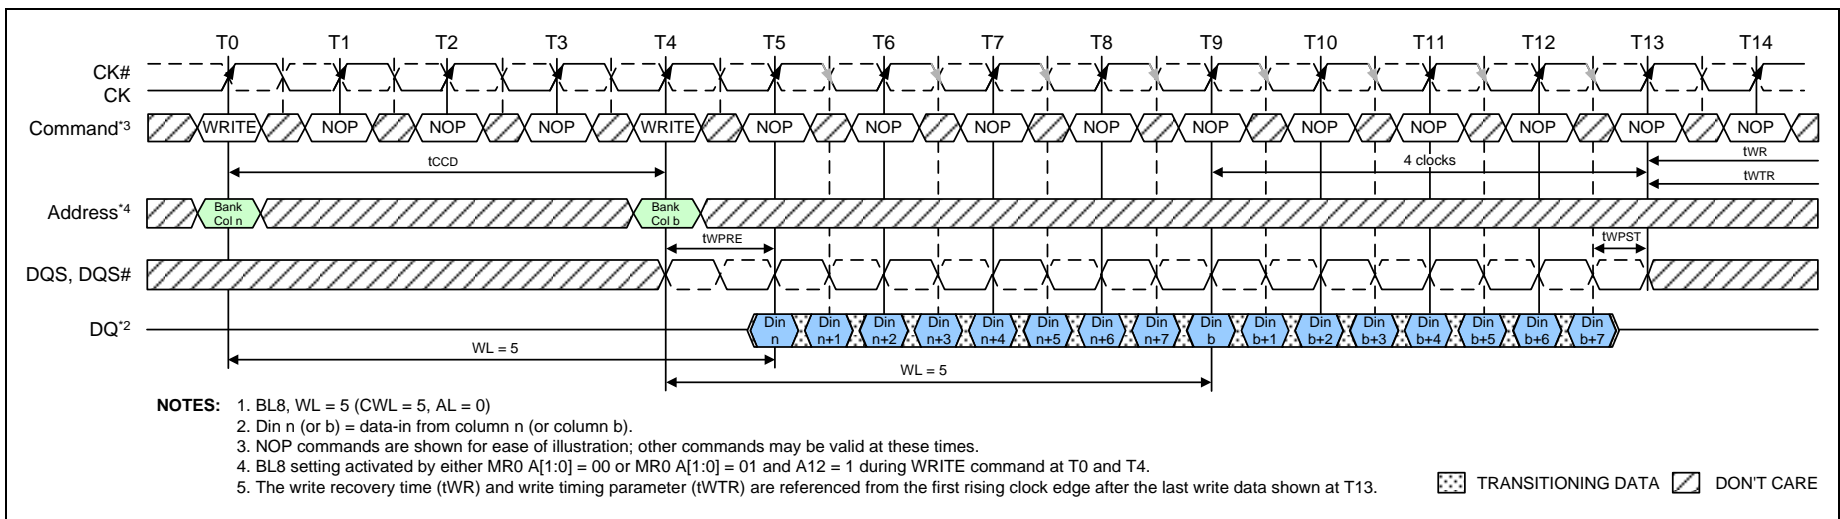 T0 T1 T2 T3 T4 T5 T6 T7 T8 T9 T10 T11 T12 T13 T14
CK#
CK
Command*3 WRITE NOP NOP NOP WRITE NOP NOP NOP NOP NOP NOP NOP NOP NOP NOP
tCCD 4 clocks tWR
tWTR
Address*4 Bank Col n Bank Col b
tWPRE tWPST
DQS, DQS#
DQ*2 Din n Din n+1 Din n+2 Din n+3 Din n+4 Din n+5 Din n+6 Din n+7 Din b Din b+1 Din b+2 Din b+3 Din b+4 Din b+5 Din b+6 Din b+7
WL = 5
WL = 5
NOTES: 1. BL8, WL = 5 (CWL = 5, AL = 0)
2. Din n (or b) = data-in from column n (or column b).
3. NOP commands are shown for ease of illustration; other commands may be valid at these times.
4. BL8 setting activated by either MR0 A[1:0] = 00 or MR0 A[1:0] = 01 and A12 = 1 during WRITE command at T0 and T4.
5. The write recovery time (tWR) and write timing parameter (tWTR) are referenced from the first rising clock edge after the last write data shown at T13.
TRANSITIONING DATA DON'T CARE